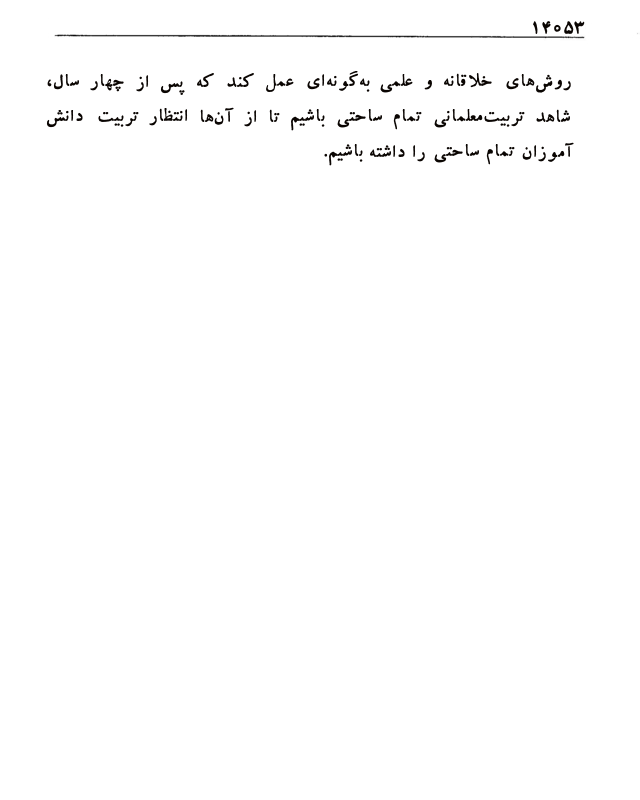 ۱۴۰۵۳
روش‌های خلاقانه و علمی به‌گونه‌ای عمل کند که پس از چهار سال،
شاهد تربیت‌معلمانی تمام ساحتی باشیم تا از آن‌ها انتظار تربیت دانش
آموزان تمام ساحتی را داشته باشیم.